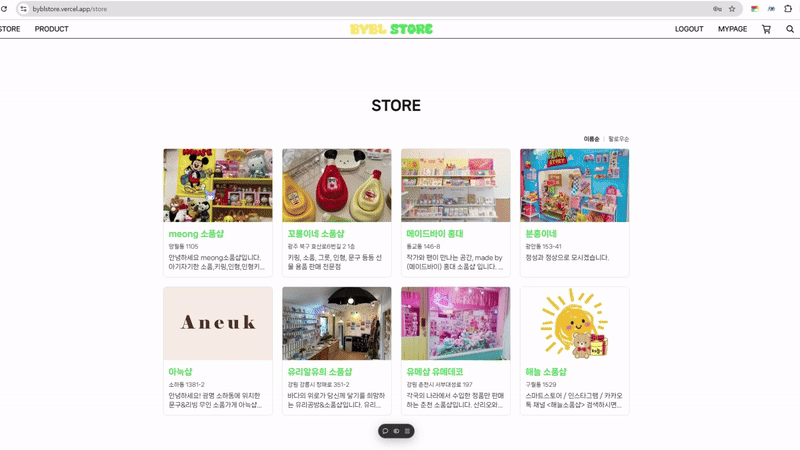 byblstore.vercel.app/store
STORE
PRODUCT
BYBL STORE
LOGOUT
MYPAGE
STORE
이름순 | 팔로우순
meong 소품샵
망월동 1105
안녕하세요 meong소품샵입니다.
아기자기한 소품,키링,인형,인형키...
꼬롱이네 소품샵
광주 북구 효산로6번길 2 1층
키링, 소품, 그릇, 인형, 문구 등등 선
물 용품 판매 전문점
메이드바이 홍대
동교동 146-8
작가와 팬이 만나는 공간, made by
(메이드바이) 홍대 소품샵 입니다. ...
분홍이네
광안동 153-41
정성과 정상으로 모시겠습니다.
Aneuk
아늑샵
소하동 1381-2
안녕하세요! 광명 소하동에 위치한
문구&리빙 무인 소품가게 아늑샵...
유리알유희 소품샵
강원 강릉시 창해로 351-2
바다의 위로가 당신께 닿기를 희망하
는 유리공방&소품샵입니다. 유리...
유메샵 유메데코
강원 춘천시 서부대성로 197
각국의 나라에서 수입한 정품만 판매
하는 춘천 소품샵입니다. 산리오와...
해늘 소품샵
구월동 1529
스마트스토어 / 인스타그램 / 카카오
톡 채널 <해늘소품샵> 검색하시면...